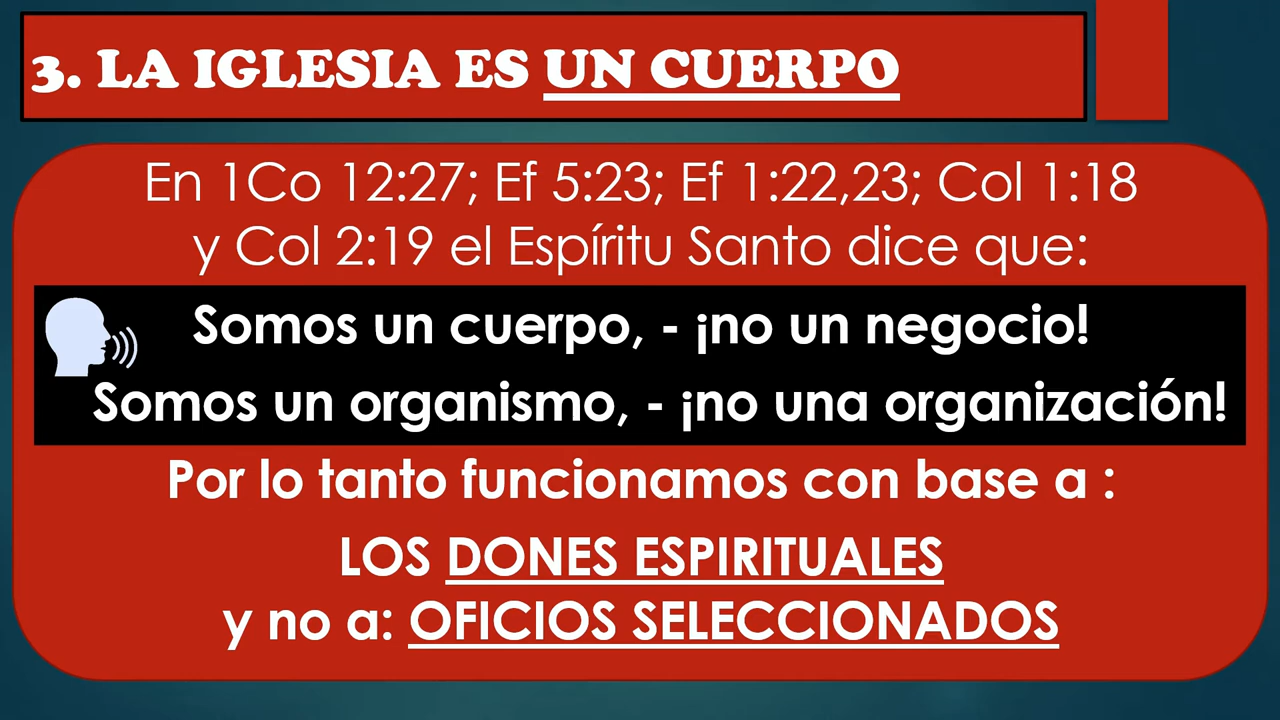 3. LA IGLESIA ES UN CUERPO
En 1Co 12:27; Ef 5:23; Ef 1:22,23; Col 1:18
y Col 2:19 el Espíritu Santo dice que:
Somos un cuerpo, - ¡no un negocio!
Somos un organismo, - ¡no una organización!
Por lo tanto funcionamos con base a :
LOS DONES ESPIRITUALES
y no a: OFICIOS SELECCIONADOS